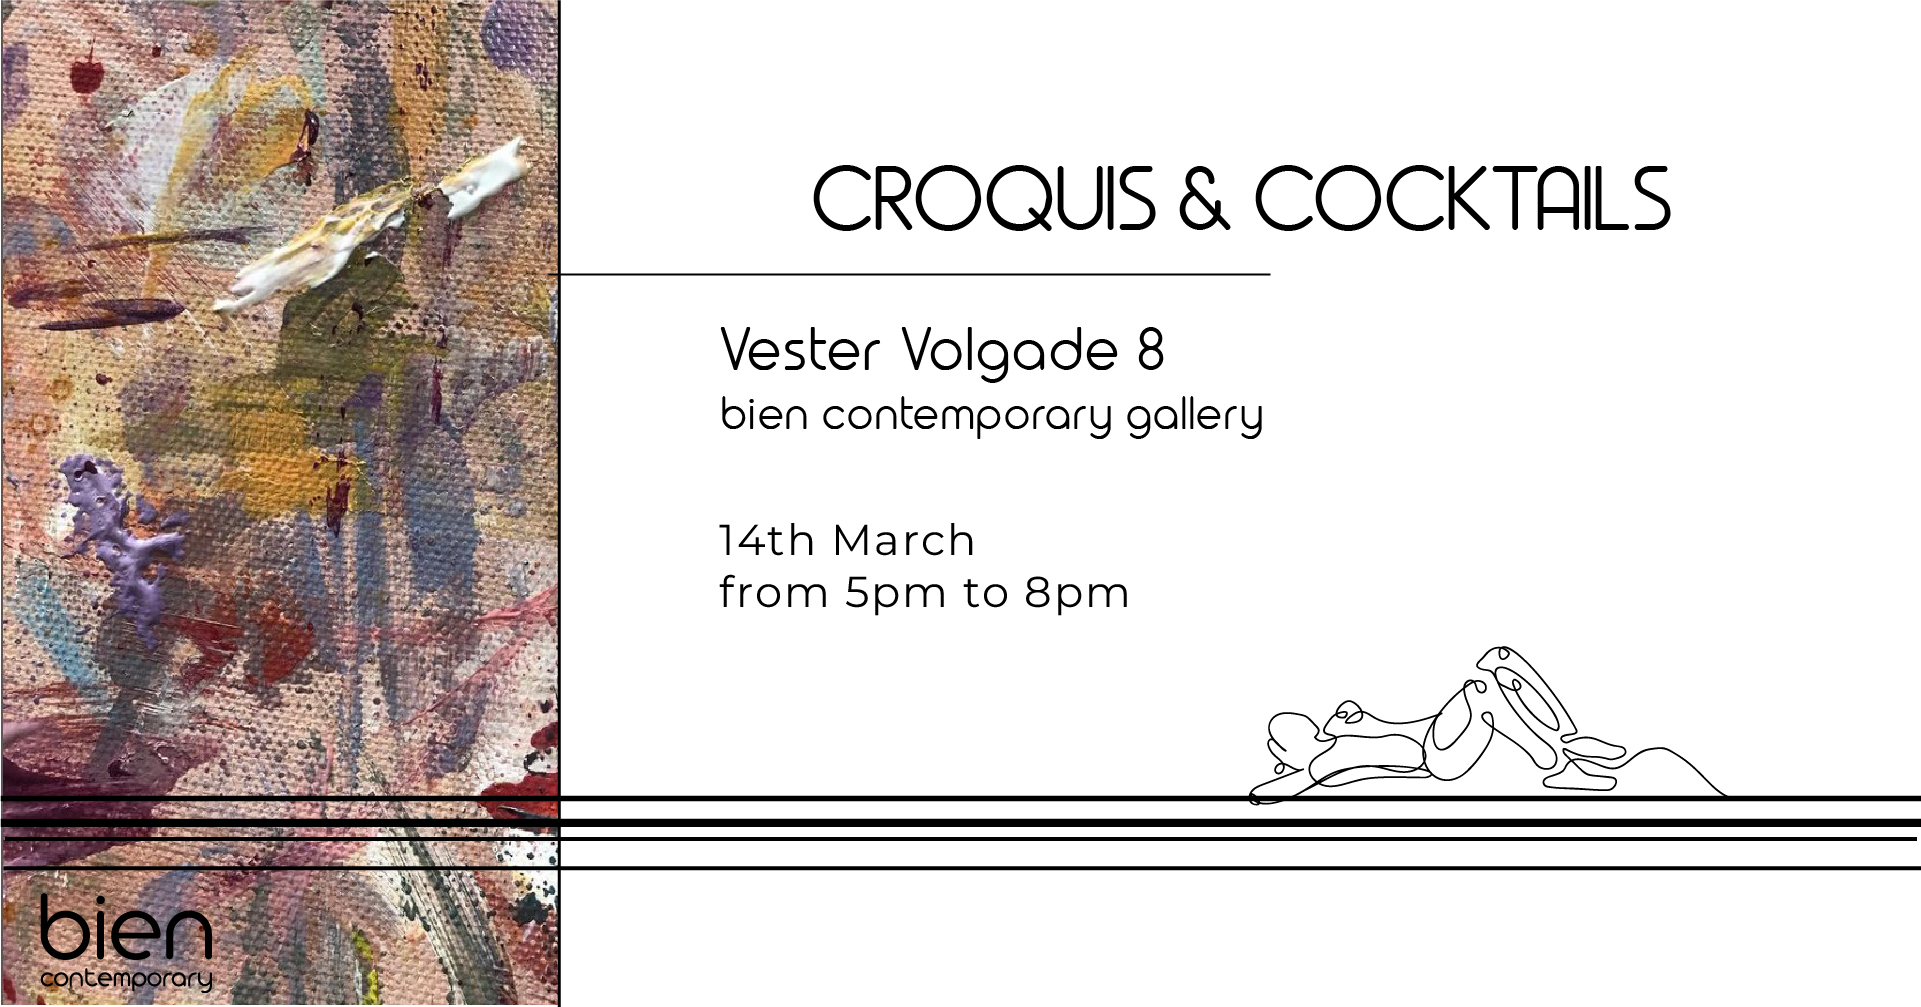 CROQUIS & COCKTAILS
Vester Volgade 8
bien contemporary gallery
14th March
from 5pm to 8pm
bien
contemporary